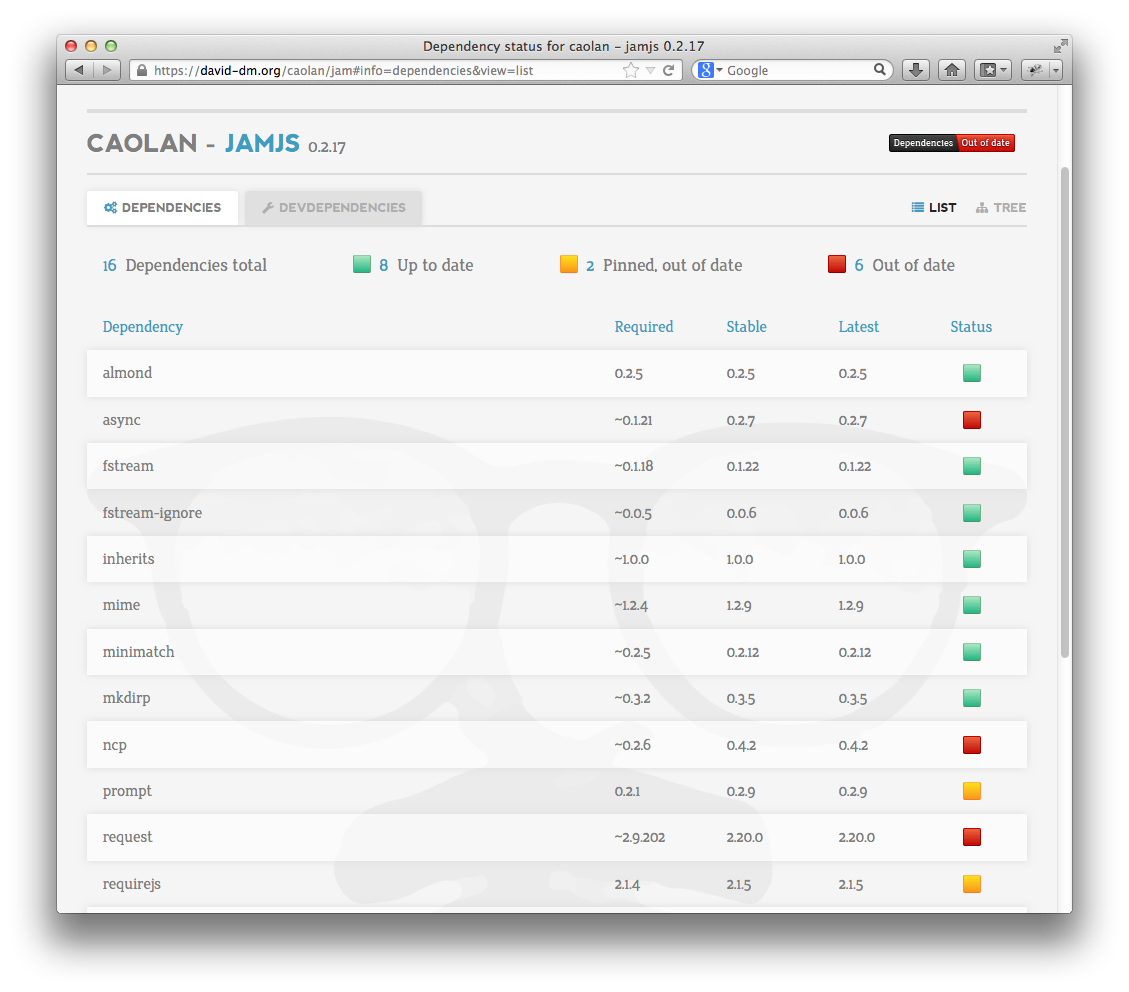 Dependency status for caolan – jamjs 0.2.17
https://david-dm.org/caolan/jam#info=dependencies&view=list
8 Google
CAOLAN - JAMJS 0.2.17
Dependencies Out of date
DEPENDENCIES DEVDEPENDENCIES LIST TREE
16 Dependencies total 8 Up to date 2 Pinned, out of date 6 Out of date
Dependency Required Stable Latest Status
almond 0.2.5 0.2.5 0.2.5
async ~0.1.21 0.2.7 0.2.7
fstream ~0.1.18 0.1.22 0.1.22
fstream-ignore ~0.0.5 0.0.6 0.0.6
inherits ~1.0.0 1.0.0 1.0.0
mime ~1.2.4 1.2.9 1.2.9
minimatch ~0.2.5 0.2.12 0.2.12
mkdirp ~0.3.2 0.3.5 0.3.5
ncp ~0.2.6 0.4.2 0.4.2
prompt 0.2.1 0.2.9 0.2.9
request ~2.9.202 2.20.0 2.20.0
requirejs 2.1.4 2.1.5 2.1.5